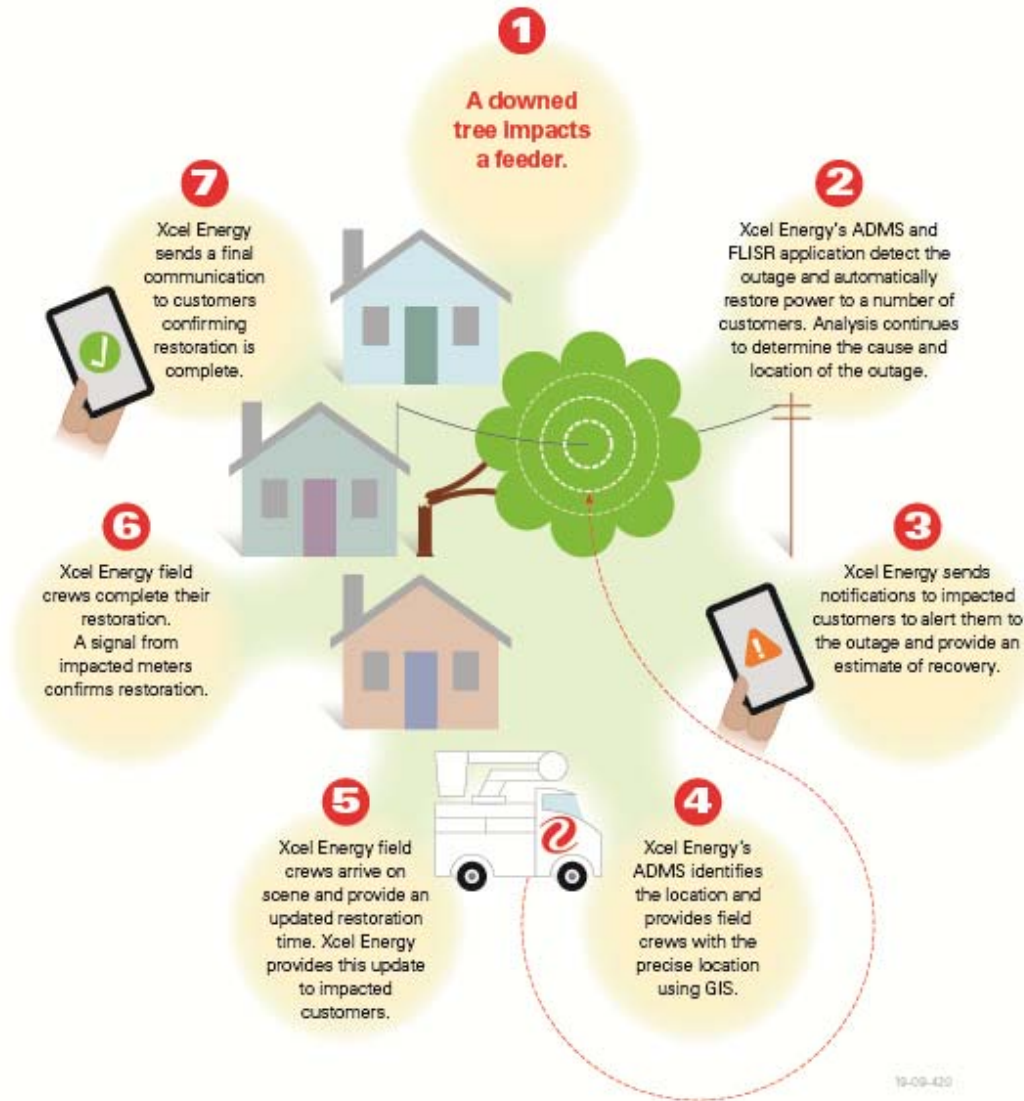 1
A downed
tree impacts
a feeder.
2
Xcel Energy's ADMS and
FLISR application detect the
outage and automatically
restore power to a number of
customers. Analysis continues
to determine the cause and
location of the outage.
3
Xcel Energy sends
notifications to impacted
customers to alert them to
the outage and provide an
estimate of recovery.
4
Xcel Energy's
ADMS identifies
the location and
provides field
crews with the
precise location
using GIS.
5
Xcel Energy field
crews arrive on
scene and provide an
updated restoration
time. Xcel Energy
provides this update
to impacted
customers.
6
Xcel Energy field
crews complete their
restoration.
A signal from
impacted meters
confirms restoration.
7
Xcel Energy
sends a final
communication
to customers
confirming
restoration is
complete.
19-09-420